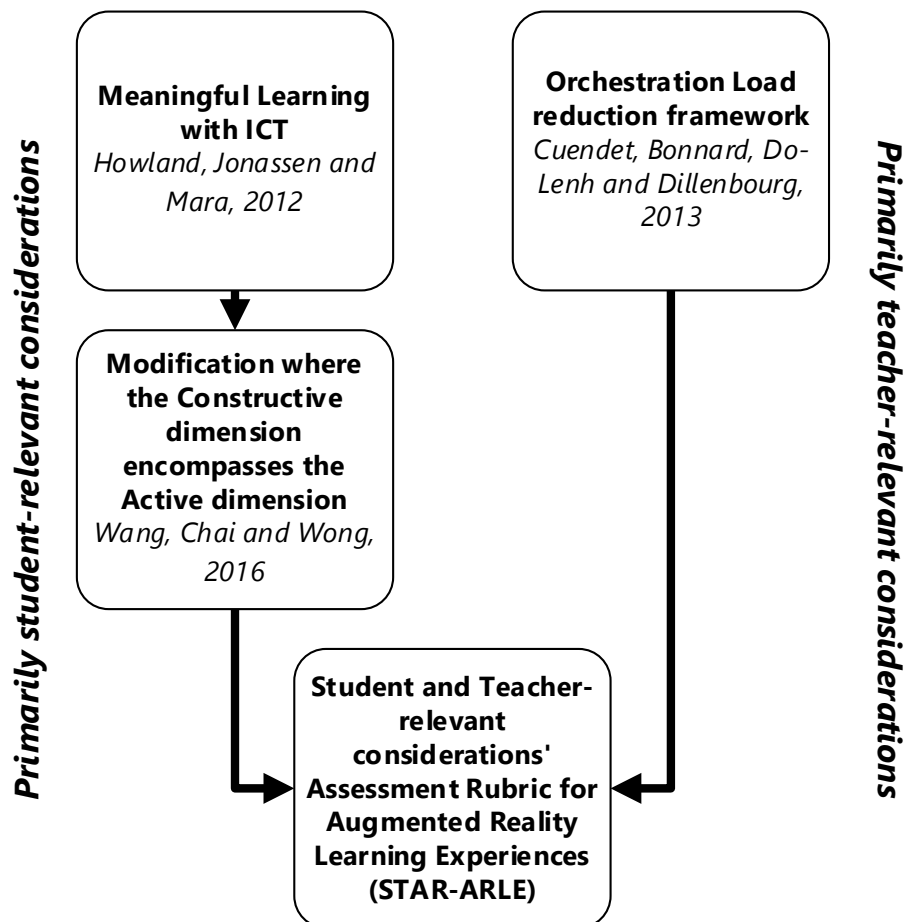 Primarily student-relevant considerations
Meaningful Learning
with ICT
Howland, Jonassen and
Mara, 2012
Orchestration Load
reduction framework
Cuendet, Bonnard, Do-
Lenh and Dillenbourg,
2013
Primarily teacher-relevant considerations
Modification where
the Constructive
dimension
encompasses the
Active dimension
Wang, Chai and Wong,
2016
Student and Teacher-
relevant
considerations'
Assessment Rubric for
Augmented Reality
Learning Experiences
(STAR-ARLE)